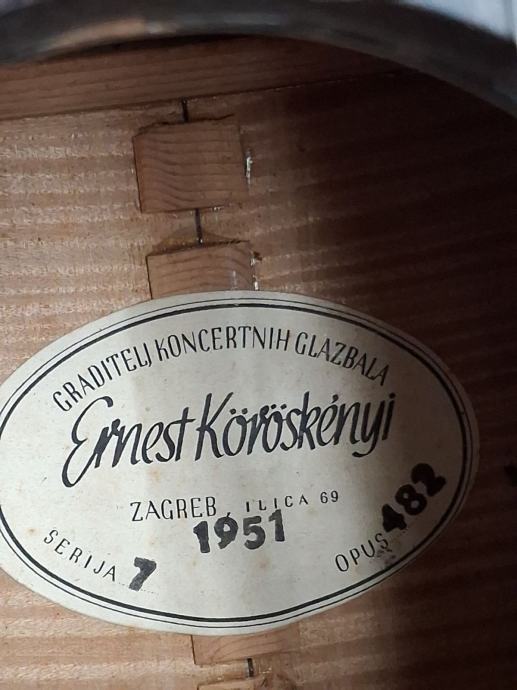 GRADITELJ KONCERTNIH GLAZBALA
Ernest Köröskényi
ZAGREB, ILICA 69
1951
SERIJA 7
OPUS 482